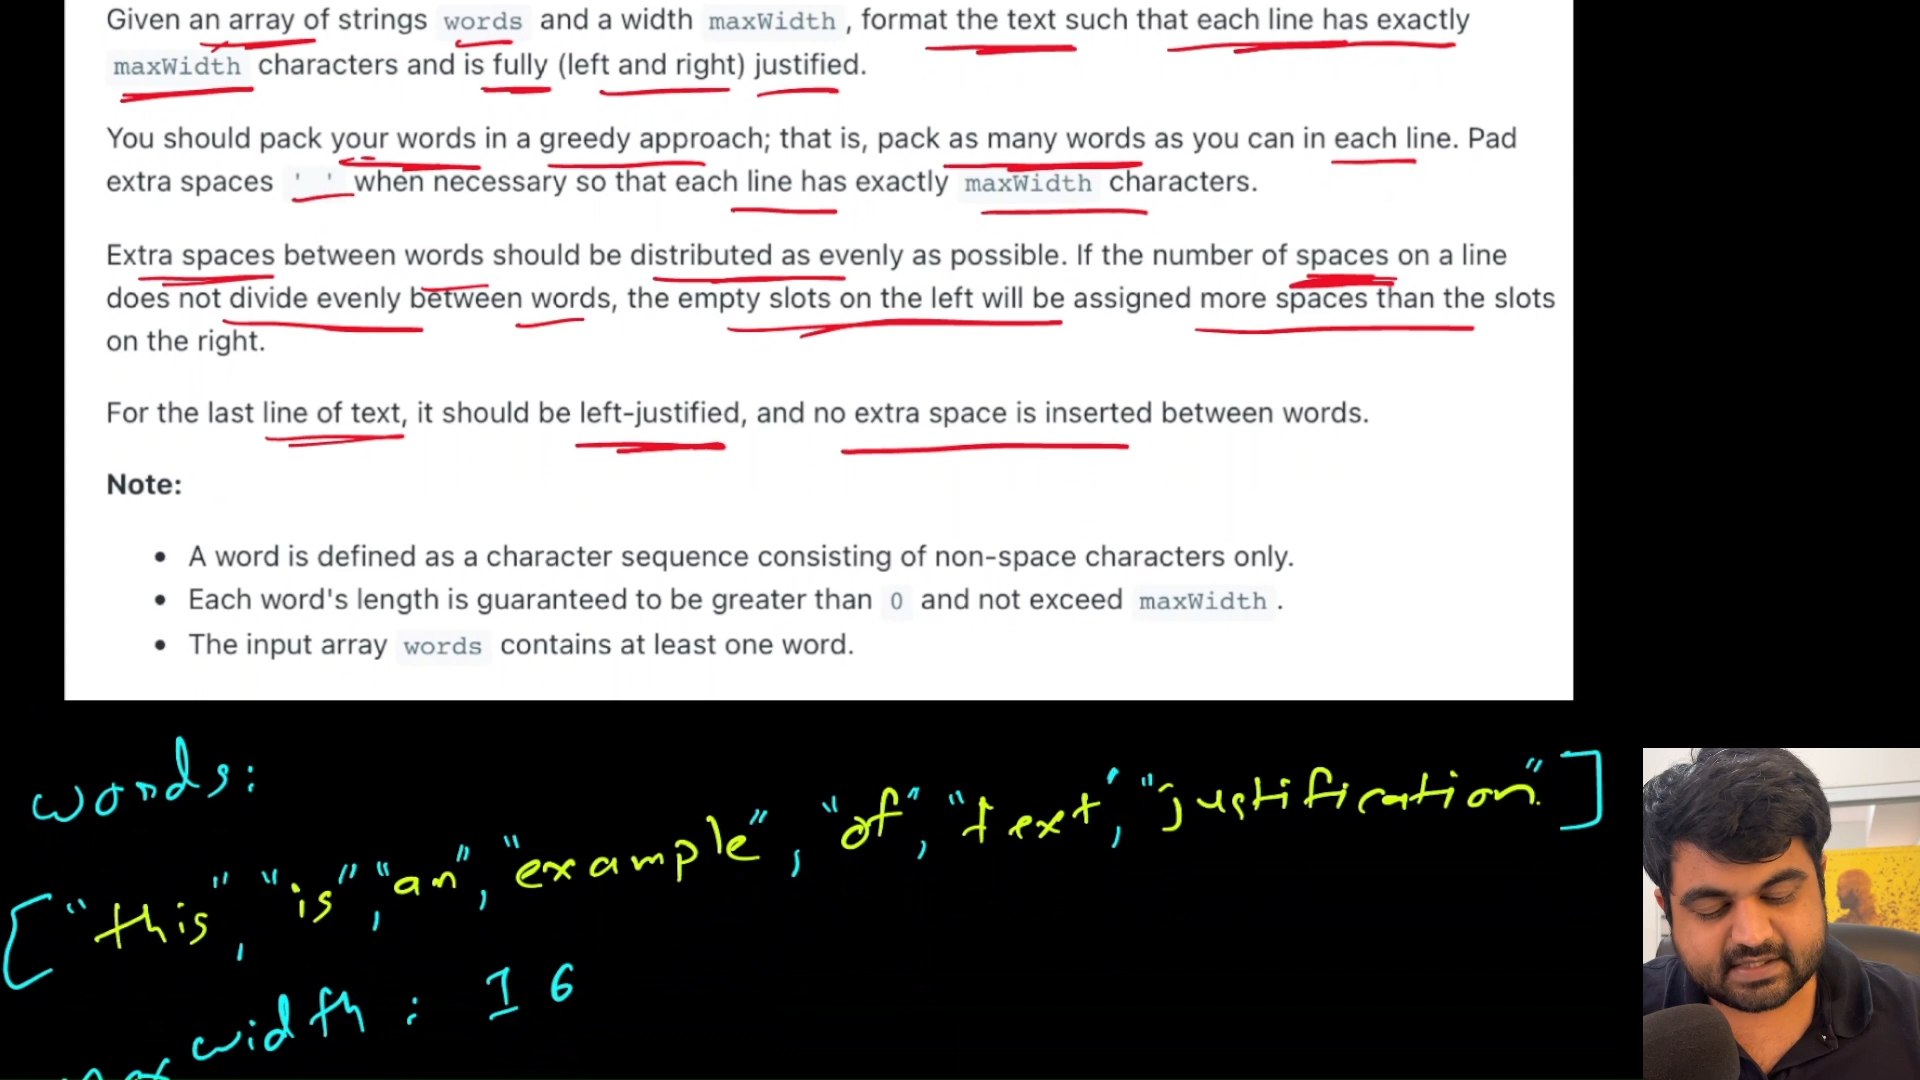 Given an array of strings words and a width maxWidth , format the text such that each line has exactly
maxWidth characters and is fully (left and right) justified.
You should pack your words in a greedy approach; that is, pack as many words as you can in each line. Pad
extra spaces ' ' when necessary so that each line has exactly maxWidth characters.
Extra spaces between words should be distributed as evenly as possible. If the number of spaces on a line
does not divide evenly between words, the empty slots on the left will be assigned more spaces than the slots
on the right.
For the last line of text, it should be left-justified, and no extra space is inserted between words.
Note:
• A word is defined as a character sequence consisting of non-space characters only.
• Each word's length is guaranteed to be greater than 0 and not exceed maxWidth .
• The input array words contains at least one word.
words:
["this", "is", "an", "example", "of", "text", "justification"]
width : 16